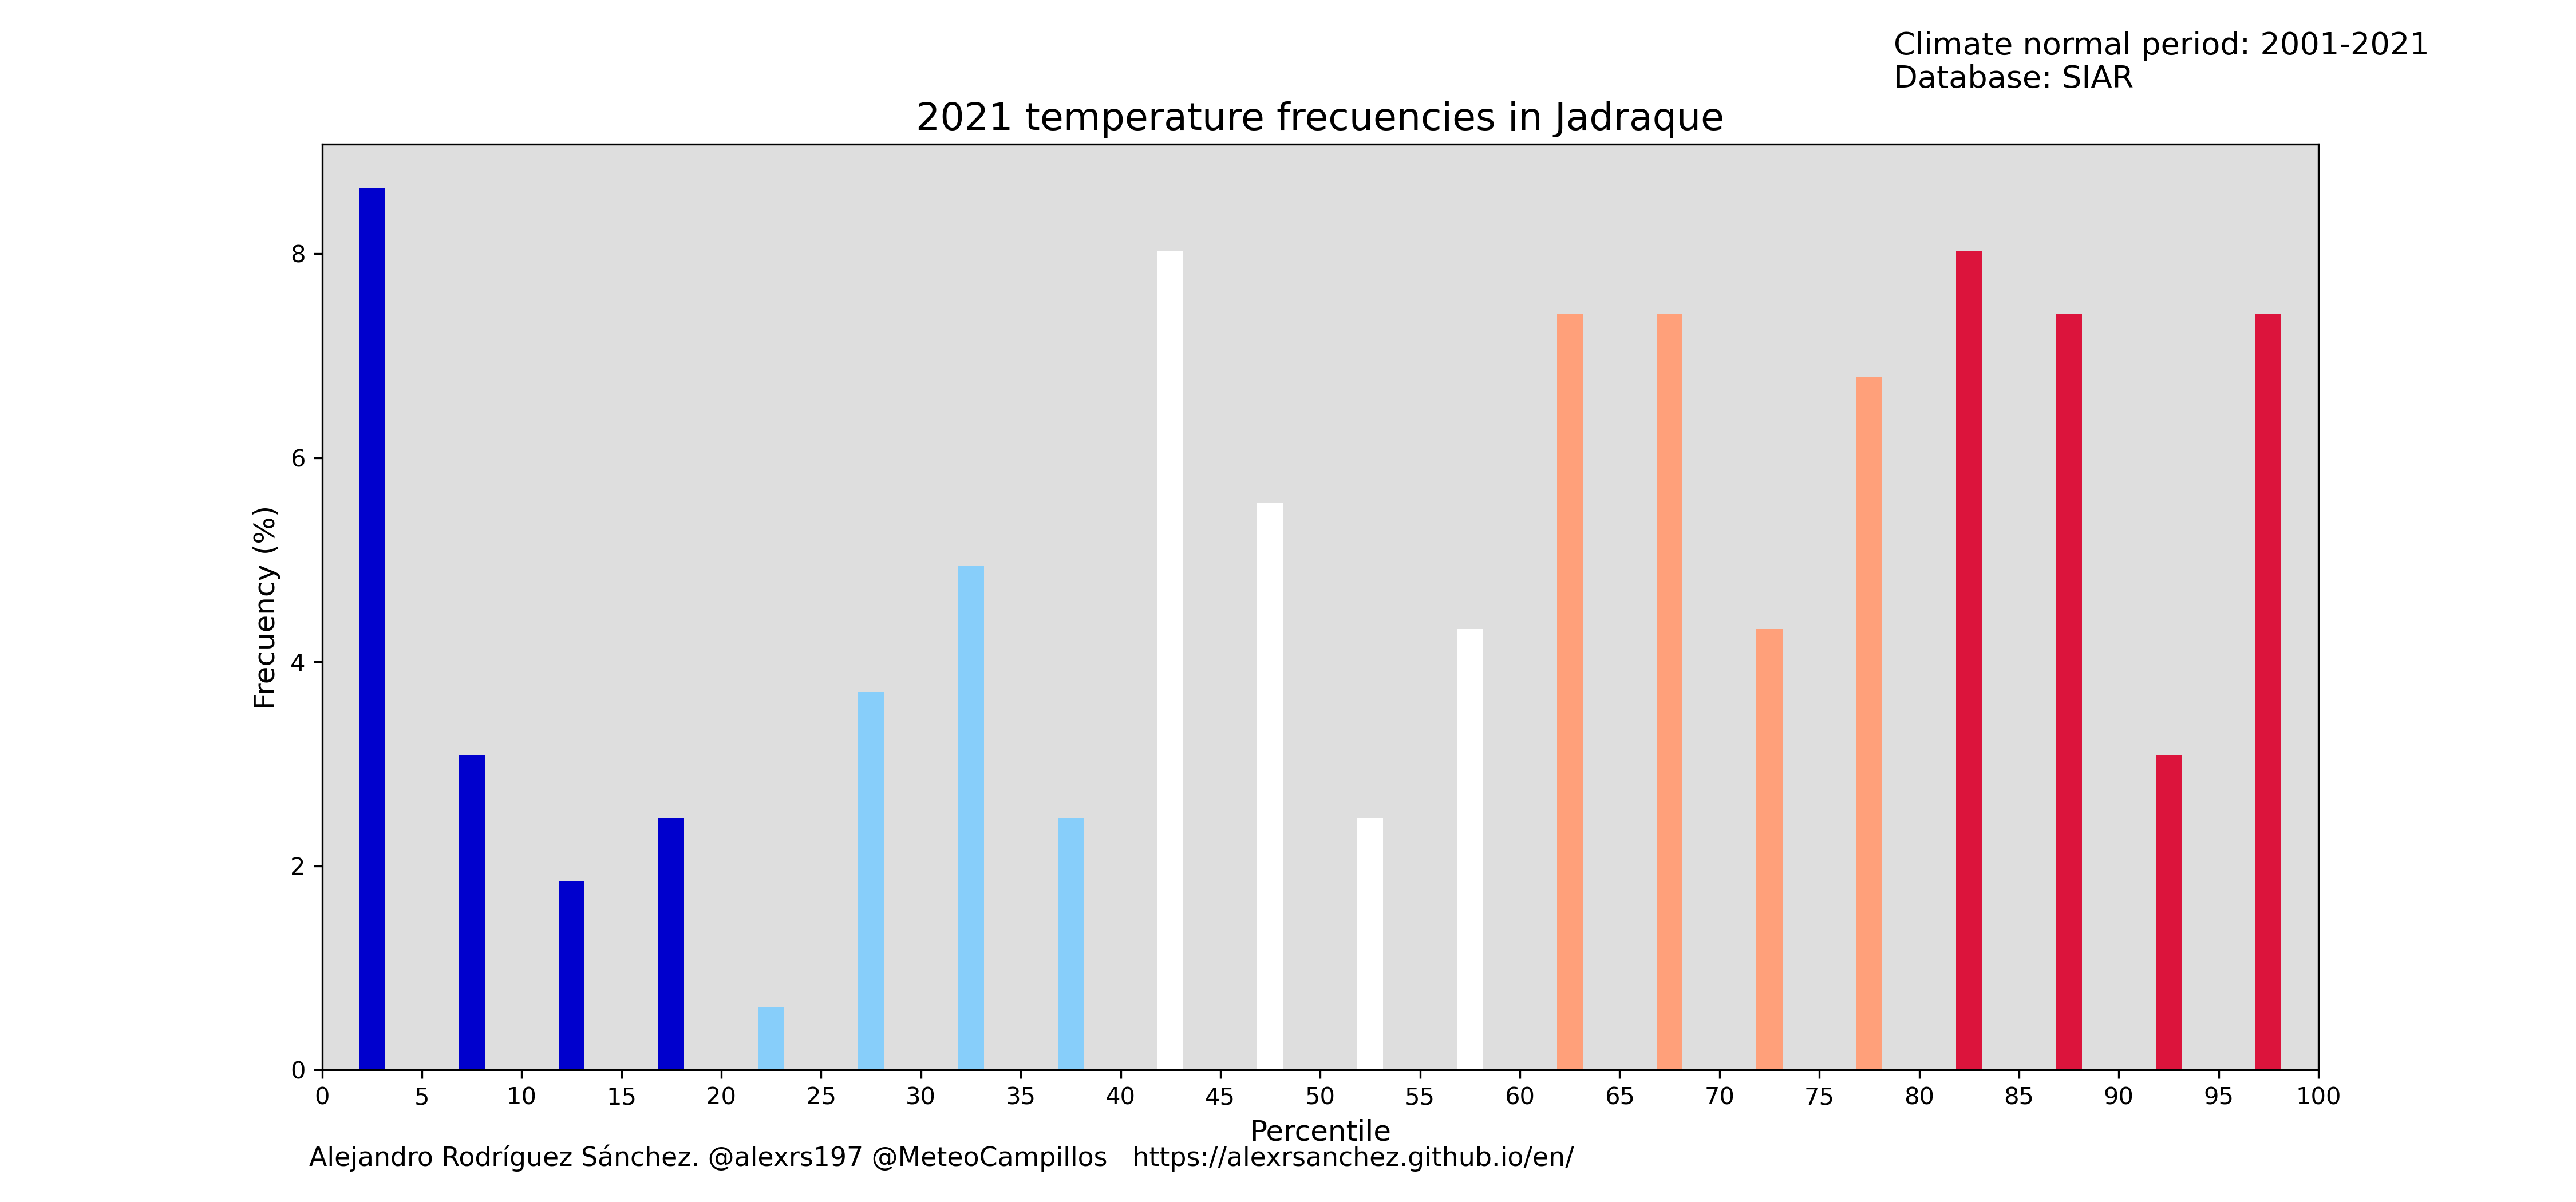 Climate normal period: 2001-2021
Database: SIAR
2021 temperature frecuencies in Jadraque
Frecuency (%)
8
6
4
2
0
0 5 10 15 20 25 30 35 40 45 50 55 60 65 70 75 80 85 90 95 100
Percentile
Alejandro Rodríguez Sánchez. @alexrs197 @MeteoCampillos https://alexrsanchez.github.io/en/